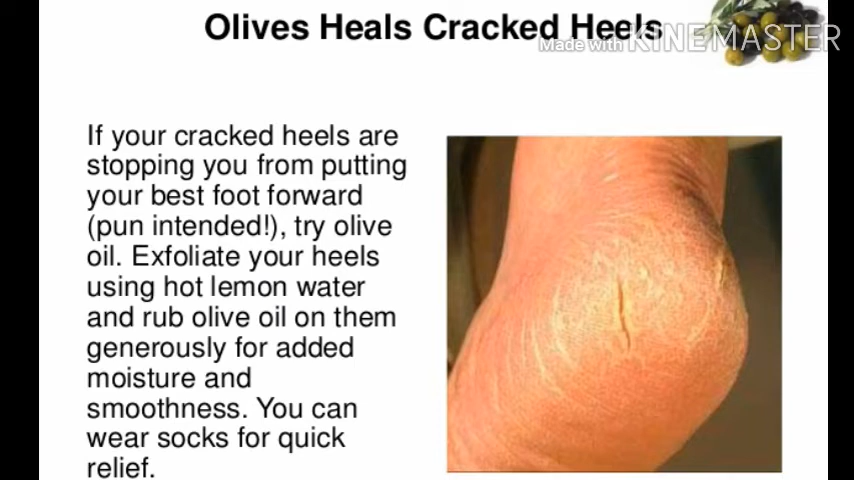 Olives Heals Cracked Heels
Made with KINEMASTER
If your cracked heels are
stopping you from putting
your best foot forward
(pun intended!), try olive
oil. Exfoliate your heels
using hot lemon water
and rub olive oil on them
generously for added
moisture and
smoothness. You can
wear socks for quick
relief.